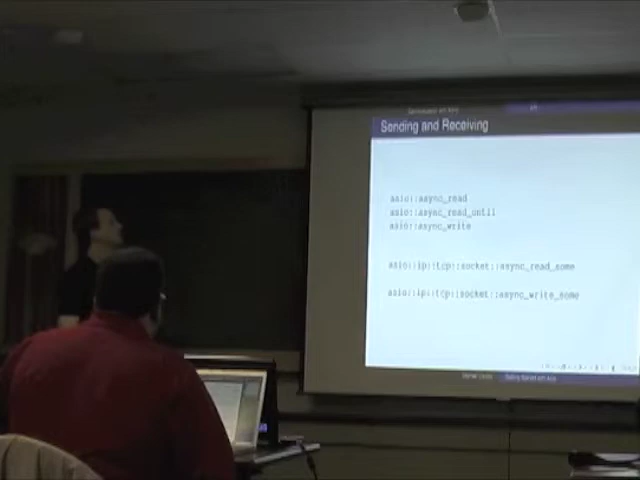 Sending and Receiving
asio::async_read
asio::async_read_until
asio::async_write
asio::ip::tcp::socket::async_read_some
asio::ip::tcp::socket::async_write_some